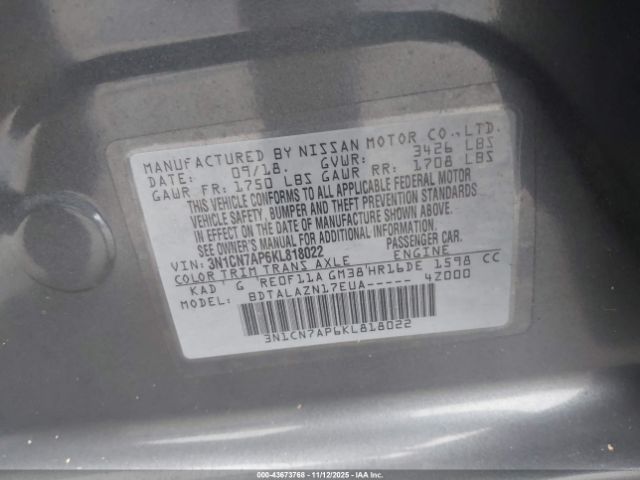 MANUFACTURED BY NISSAN MOTOR CO.,LTD.
DATE: 09/18. GVWR: 3426 LBS
GAWR FR: 1750 LBS GAWR RR: 1708 LBS
THIS VEHICLE CONFORMS TO ALL APPLICABLE FEDERAL MOTOR
VEHICLE SAFETY, BUMPER AND THEFT PREVENTION STANDARDS
IN EFFECT ON THE DATE OF MANUFACTURE SHOWN ABOVE.
SEE OWNER'S MANUAL FOR ADDITIONAL INFORMATION.
VIN: 3N1CN7AP6KL818022 PASSENGER CAR.
COLOR TRIM TRANS AXLE ENGINE
KAD G RE0F11A GM38 HR16DE 1598 CC
MODEL: BDTALAZN17EUA----- 4Z000
3N1CN7AP6KL818022
000-43673768 - 11/12/2025 - IAAI.com